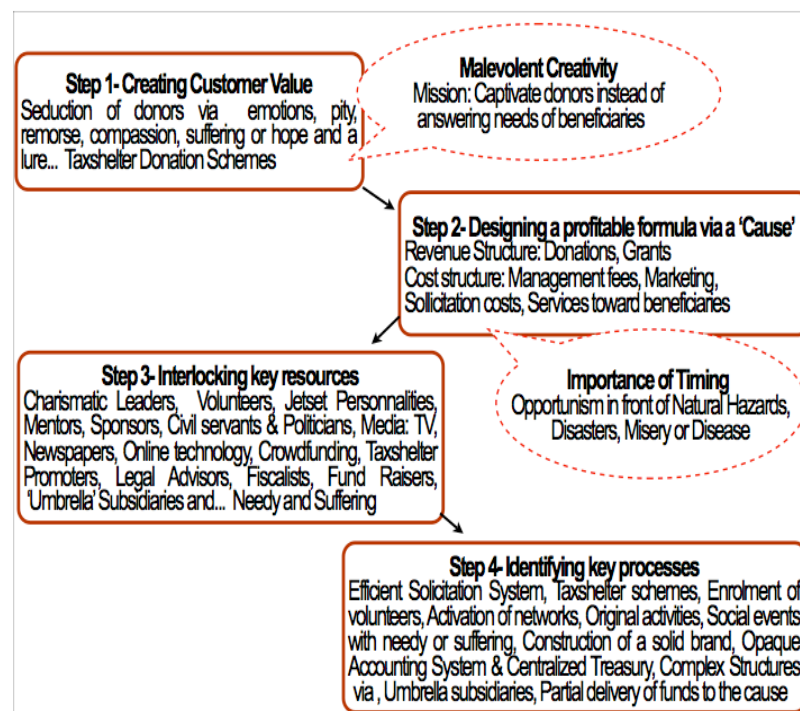 Step 1- Creating Customer Value
Seduction of donors via emotions, pity,
remorse, compassion, suffering or hope and a
lure... Taxshelter Donation Schemes
Malevolent Creativity
Mission: Captivate donors instead of
answering needs of beneficiaries
Step 2- Designing a profitable formula via a 'Cause'
Revenue Structure: Donations, Grants
Cost structure: Management fees, Marketing,
Sollicitation costs, Services toward beneficiaries
Importance of Timing
Opportunism in front of Natural Hazards,
Disasters, Misery or Disease
Step 3- Interlocking key resources
Charismatic Leaders, Volunteers, Jetset Personnalities,
Mentors, Sponsors, Civil servants & Politicians, Media: TV,
Newspapers, Online technology, Crowdfunding, Taxshelter
Promoters, Legal Advisors, Fiscalists, Fund Raisers,
'Umbrella' Subsidiaries and... Needy and Suffering
Step 4- Identifying key processes
Efficient Solicitation System, Taxshelter schemes, Enrolment of
volunteers, Activation of networks, Original activities, Social events
with needy or suffering, Construction of a solid brand, Opaque
Accounting System & Centralized Treasury, Complex Structures
via , Umbrella subsidiaries, Partial delivery of funds to the cause